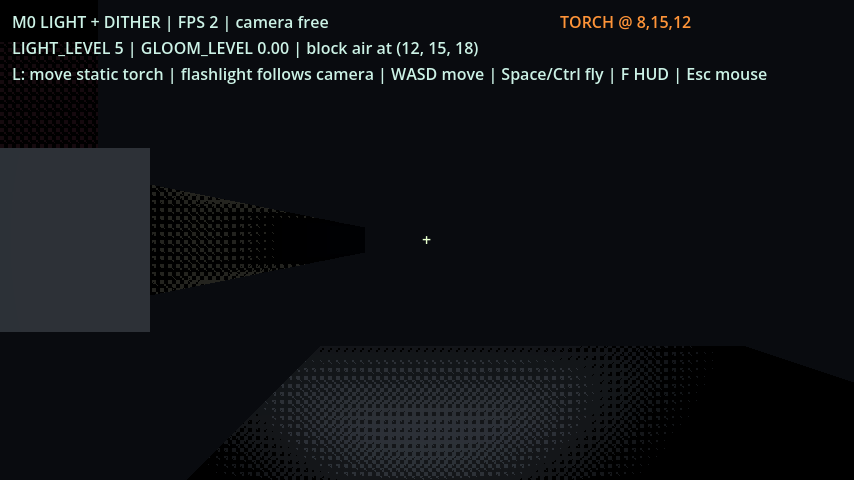 M0 LIGHT + DITHER | FPS 2 | camera free
TORCH @ 8,15,12
LIGHT_LEVEL 5 | GLOOM_LEVEL 0.00 | block air at (12, 15, 18)
L: move static torch | flashlight follows camera | WASD move | Space/Ctrl fly | F HUD | Esc mouse